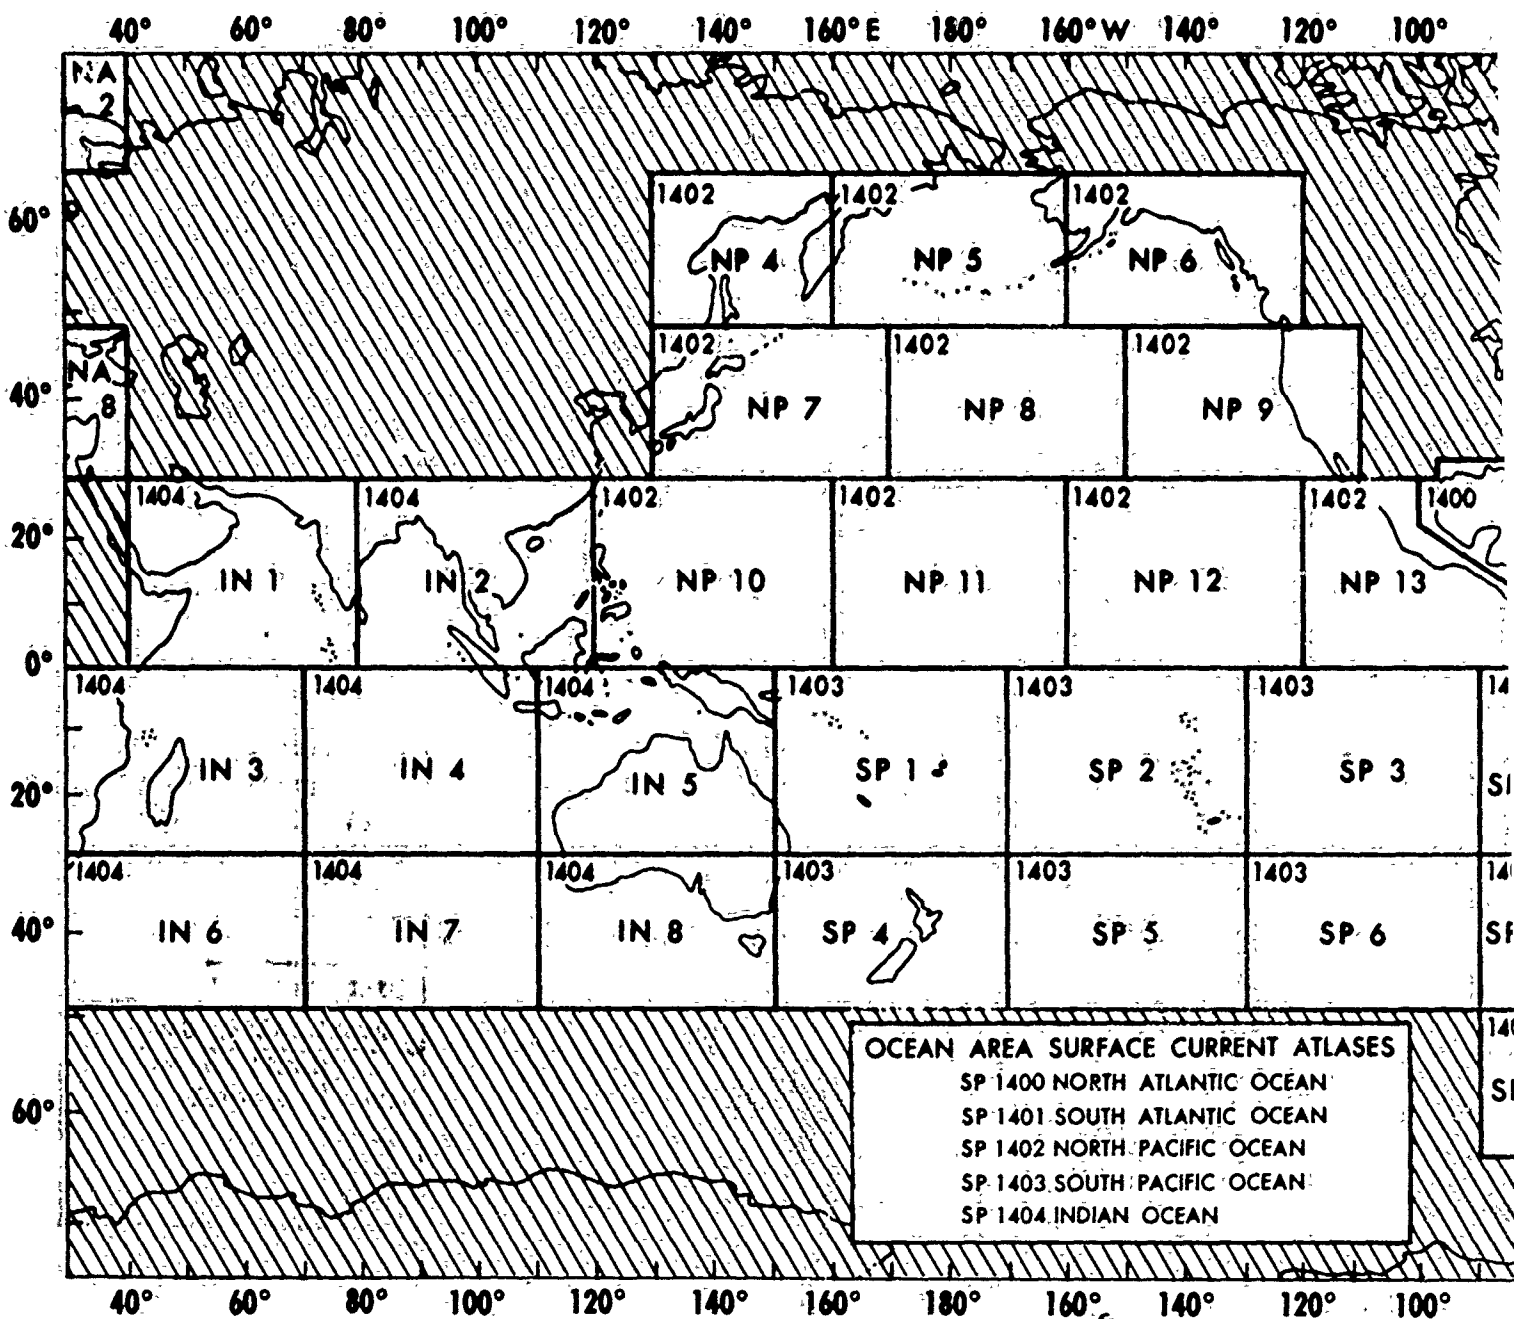 40° 60° 80° 100° 120° 140° 160° E 180° 160° W 140° 120° 100°
NA
2
1402 1402 1402
60°
NP 4 NP 5 NP 6
1402 1402 1402
NA
8
40°
NP 7 NP 8 NP 9
1404 1404 1402 1402 1402 1402 1400
20°
IN 1 IN 2 NP 10 NP 11 NP 12 NP 13
0°
1404 1404 1404 1403 1403 1403
IN 3 IN 4 IN 5 SP 1 SP 2 SP 3
20°
1404 1404 1404 1403 1403 1403
40°
IN 6 IN 7 IN 8 SP 4 SP 5 SP 6
OCEAN AREA SURFACE CURRENT ATLASES
SP 1400 NORTH ATLANTIC OCEAN
SP 1401 SOUTH ATLANTIC OCEAN
60°
SP 1402 NORTH PACIFIC OCEAN
SP 1403 SOUTH PACIFIC OCEAN
SP 1404 INDIAN OCEAN
40° 60° 80° 100° 120° 140° 160° 180° 160° 140° 120° 100°